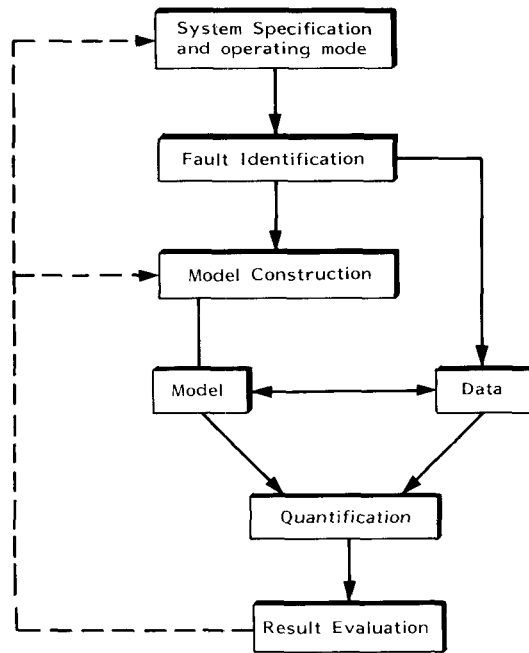 System Specification
and operating mode
Fault Identification
Model Construction
Model
Data
Quantification
Result Evaluation